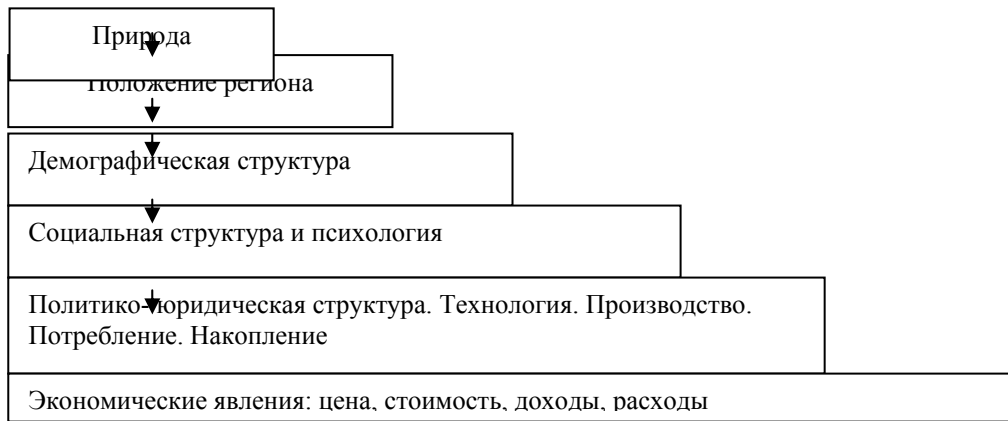 Природа
Положение региона
Демографическая структура
Социальная структура и психология
Политико-юридическая структура. Технология. Производство.
Потребление. Накопление
Экономические явления: цена, стоимость, доходы, расходы